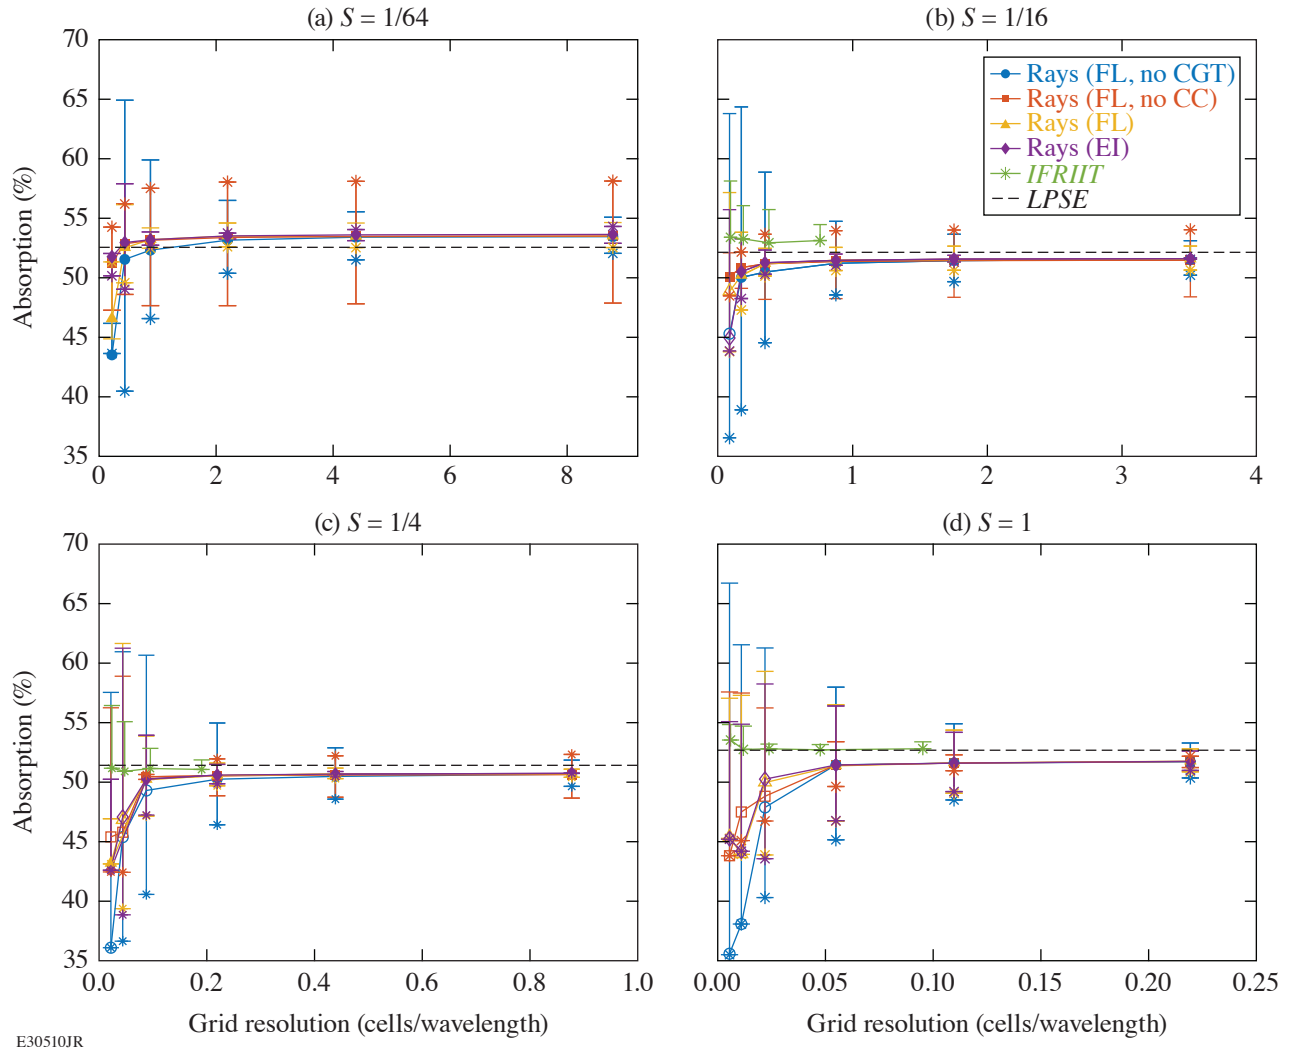 (a) S = 1/64
(b) S = 1/16
70
65
60
55
50
45
40
35
Absorption (%)
0
2
4
6
8
0
1
2
3
4
Rays (FL, no CGT)
Rays (FL, no CC)
Rays (FL)
Rays (EI)
IFRIIT
LPSE
(c) S = 1/4
(d) S = 1
70
65
60
55
50
45
40
35
Absorption (%)
0.0
0.2
0.4
0.6
0.8
1.0
0.00
0.05
0.10
0.15
0.20
0.25
Grid resolution (cells/wavelength)
Grid resolution (cells/wavelength)
E30510JR